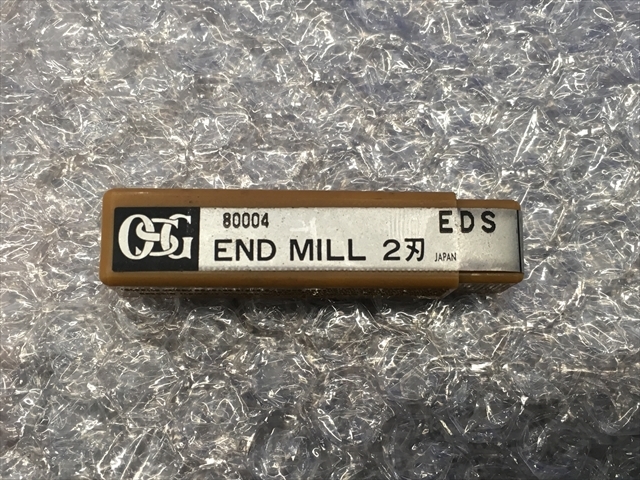 OSG
80004 EDS
END MILL 2刃 JAPAN